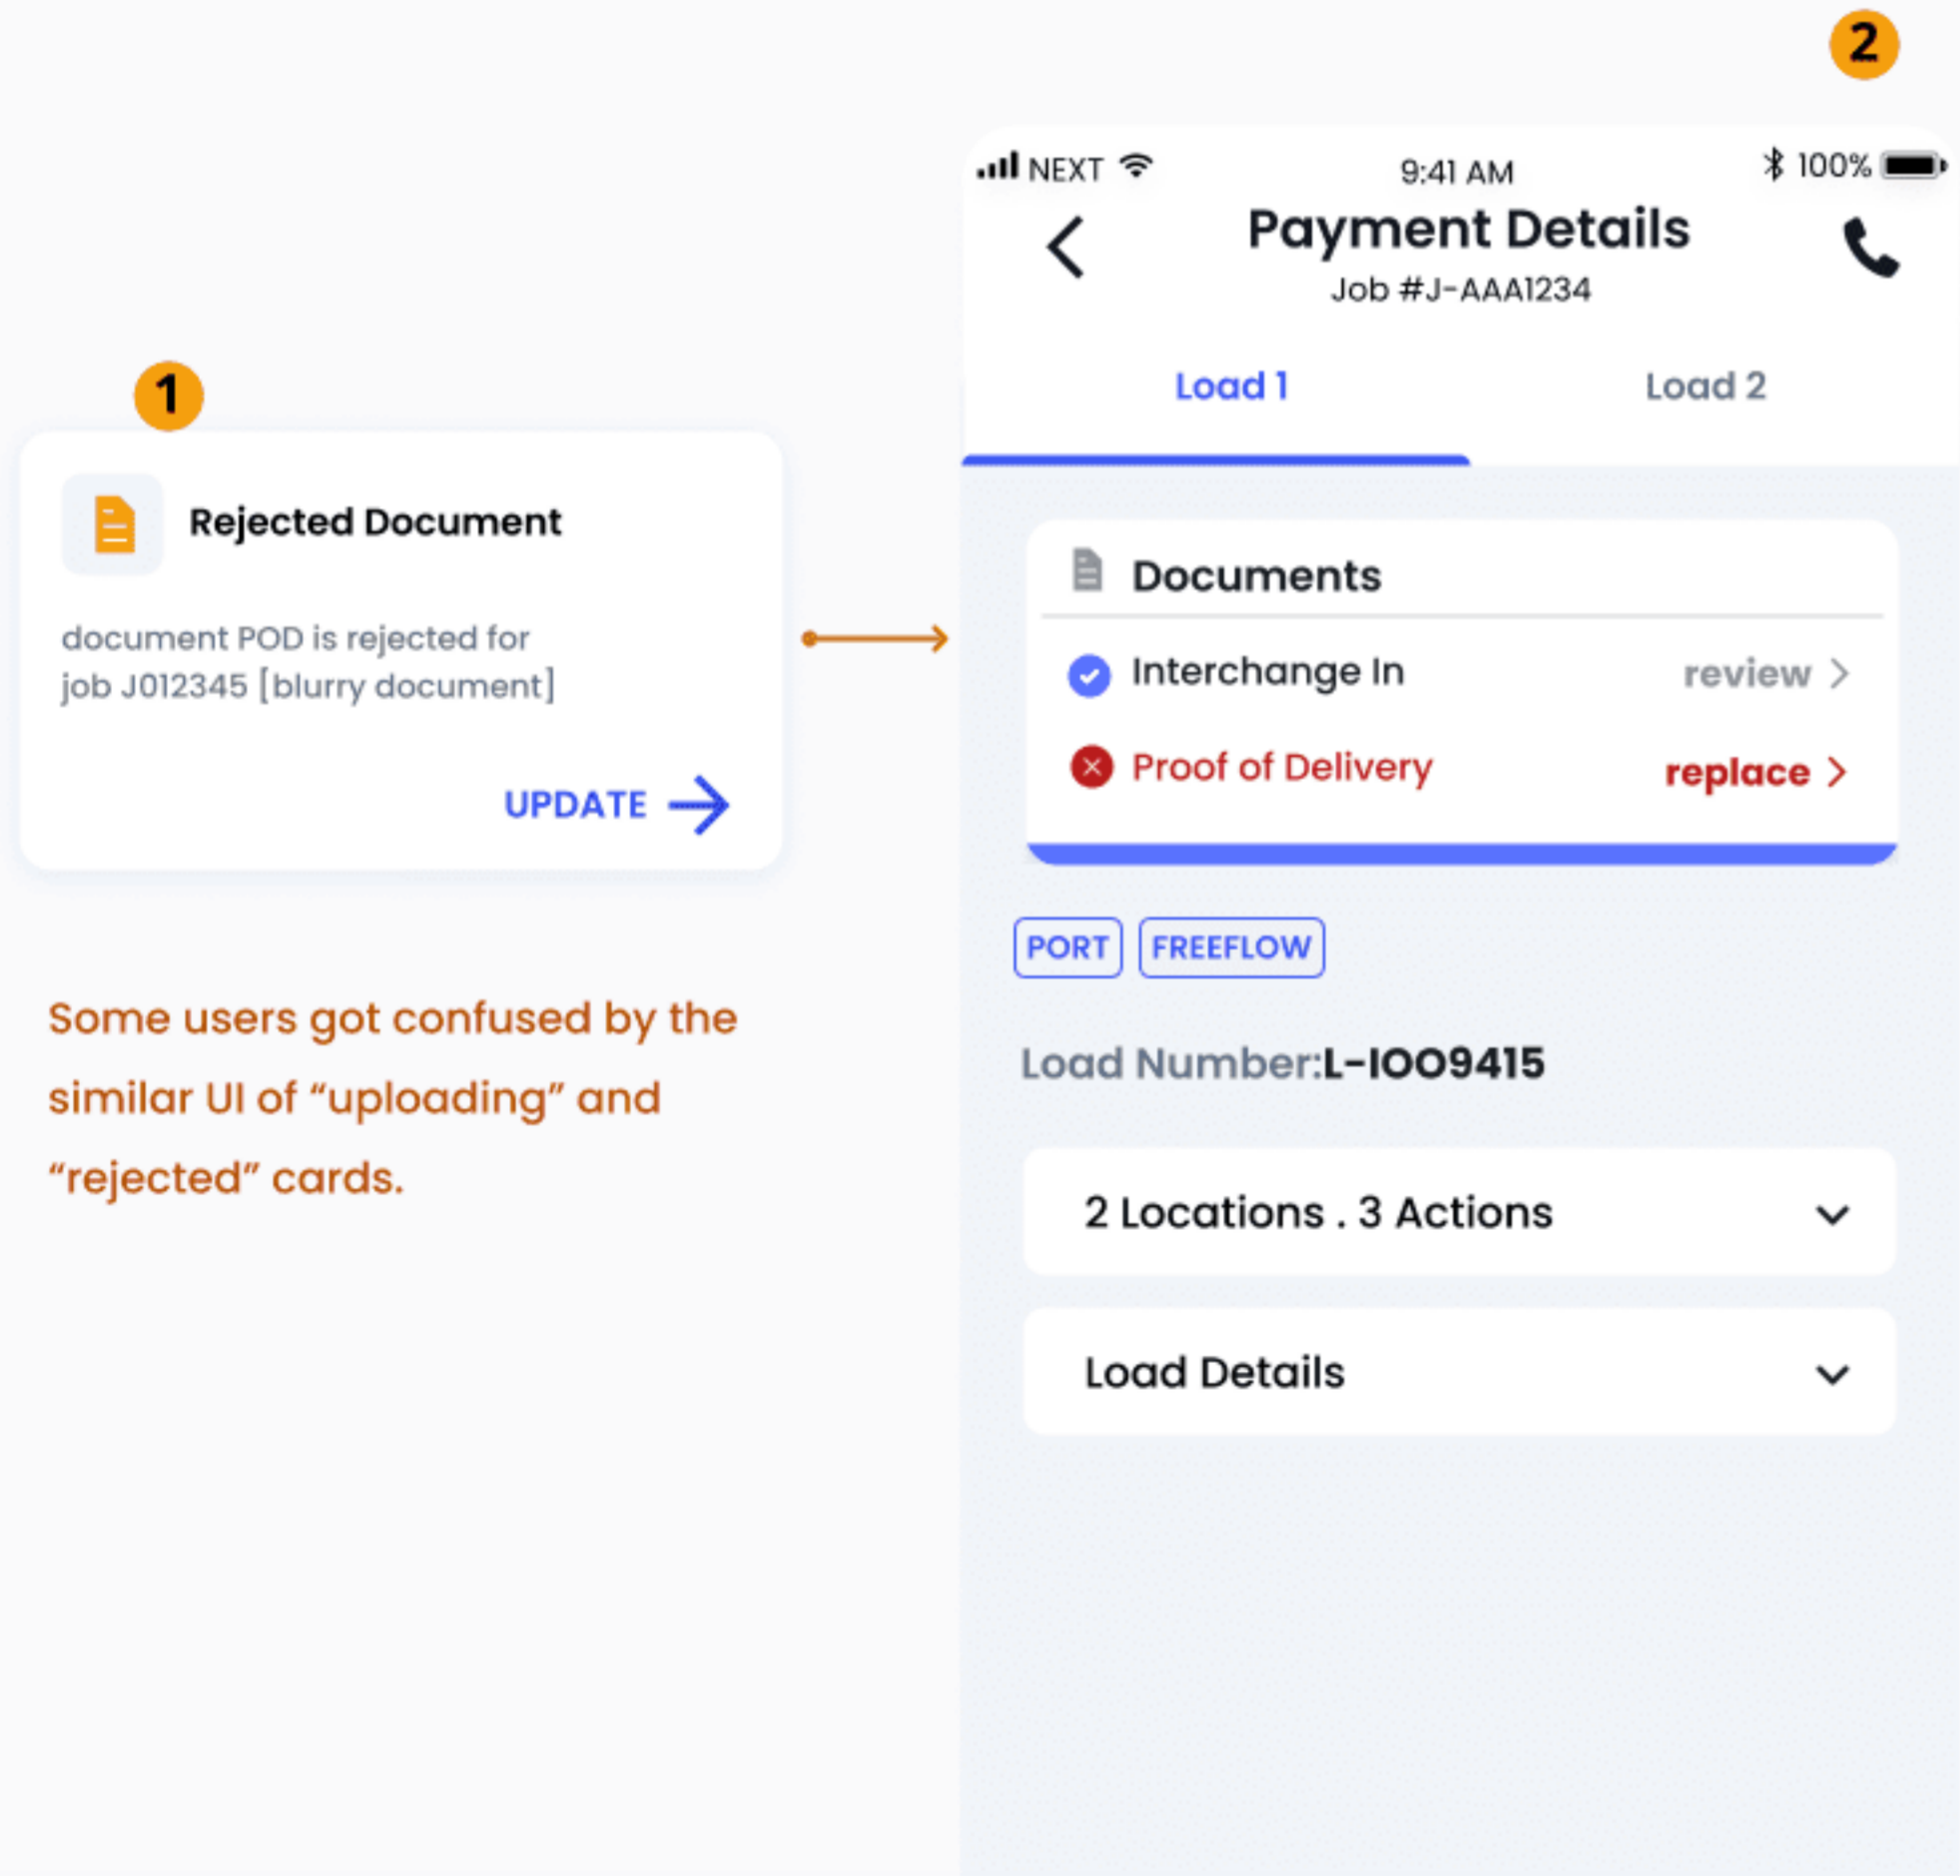 1
Rejected Document
document POD is rejected for
job J012345 [blurry document]
UPDATE
Some users got confused by the
similar UI of “uploading” and
“rejected” cards.
2
NEXT 9:41 AM 100%
Payment Details
Job #J-AAA1234
Load 1 Load 2
Documents
Interchange In review
Proof of Delivery replace
PORT FREEFLOW
Load Number:L-IOO9415
2 Locations . 3 Actions
Load Details